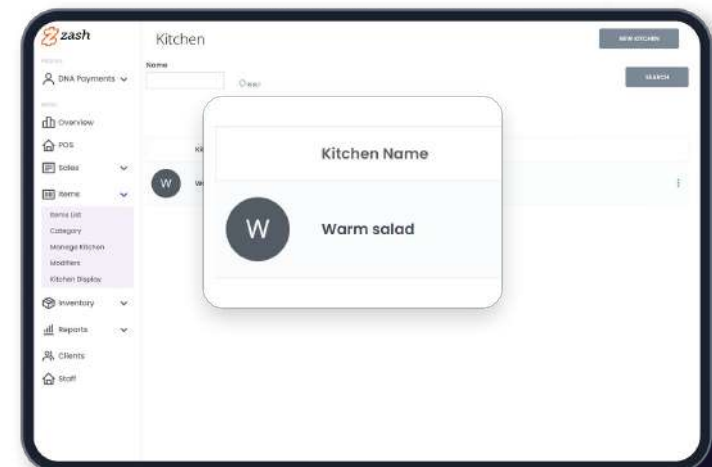 zash
Kitchen
NEW KITCHEN
DNA Payments
Name
SEARCH
Overview
POS
Sales
Items
Items List
Category
Manage Kitchen
Modifiers
Kitchen Display
Inventory
Reports
Clients
Staff
Kitchen Name
W
W
Warm salad